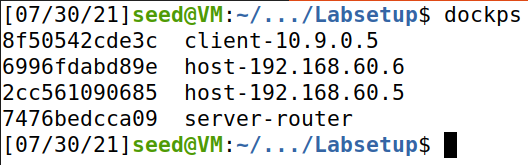 [07/30/21]seed@VM:~/.../Labsetup$ dockps
8f50542cde3c  client-10.9.0.5
6996fdabd89e  host-192.168.60.6
2cc561090685  host-192.168.60.5
7476bedcca09  server-router
[07/30/21]seed@VM:~/.../Labsetup$